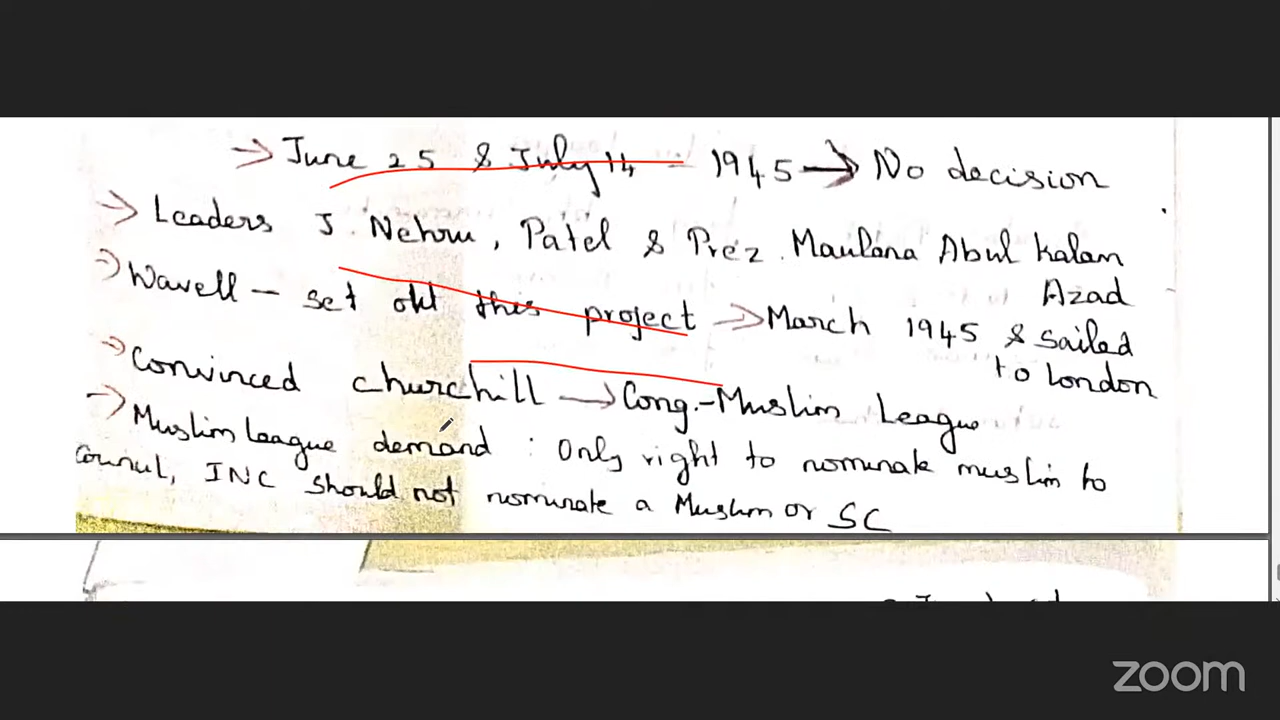 → June 25 & July 14 1945 → No decision
→ Leaders J. Nehru, Patel & Prez. Maulana Abul Kalam Azad
→ Wavell – set out this project → March 1945 & sailed to London
→ Convinced Churchill → Cong.-Muslim League
→ Muslim League demand : Only right to nominate muslim to
Council, INC should not nominate a Muslim or SC
zoom